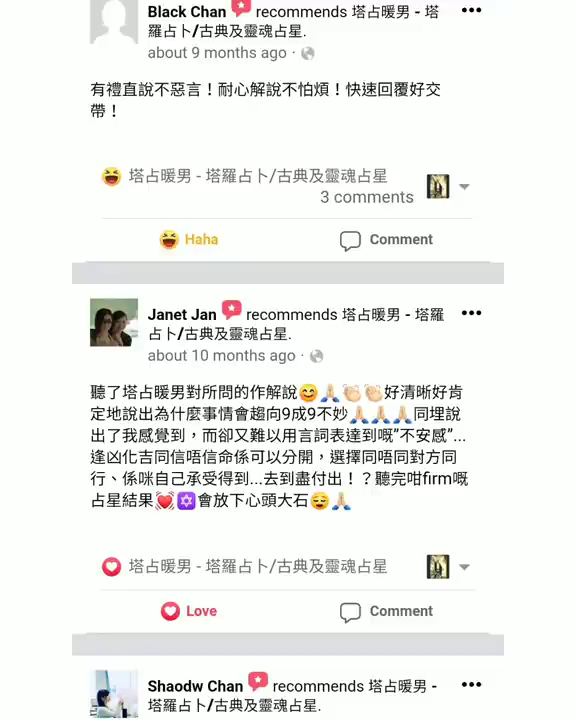 Black Chan recommends 塔占暖男 - 塔
羅占卜/古典及靈魂占星.
about 9 months ago ·
有禮直說不惡言！耐心解說不怕煩！快速回覆好交
帶！
塔占暖男 - 塔羅占卜/古典及靈魂占星
3 comments
Haha
Comment
Janet Jan recommends 塔占暖男 - 塔羅
占卜/古典及靈魂占星.
about 10 months ago ·
聽了塔占暖男對所問的作解說😊🙏🏻👏🏻👏🏻好清晰好肯
定地說出為什麼事情會趨向9成9不妙🙏🏻🙏🏻🙏🏻同埋說
出了我感覺到，而卻又難以用言詞表達到嘅”不安感”...
逢凶化吉同信唔信命係可以分開，選擇同唔同對方同
行、係咪自己承受得到...去到盡付出！？聽完咁firm嘅
占星結果💓🔯會放下心頭大石😌🙏🏻
塔占暖男 - 塔羅占卜/古典及靈魂占星
Love
Comment
Shaodw Chan recommends 塔占暖男 -
塔羅占卜/古典及靈魂占星.